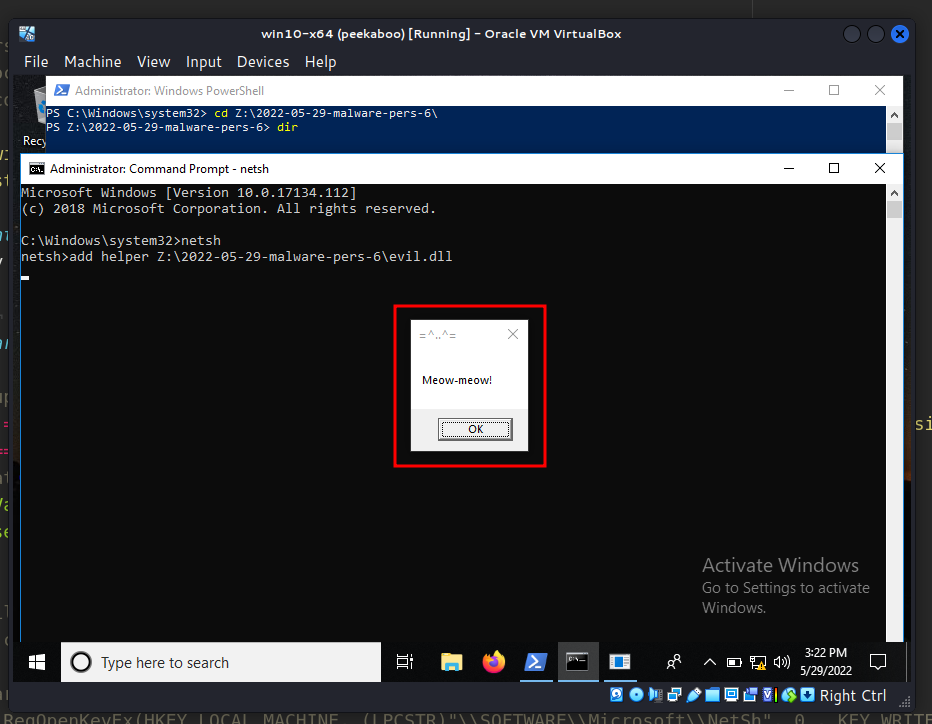 win10-x64 (peekaboo) [Running] - Oracle VM VirtualBox
File Machine View Input Devices Help
Administrator: Windows PowerShell
PS C:\Windows\system32> cd Z:\2022-05-29-malware-pers-6\
PS Z:\2022-05-29-malware-pers-6> dir
Recy
Administrator: Command Prompt - netsh
Microsoft Windows [Version 10.0.17134.112]
(c) 2018 Microsoft Corporation. All rights reserved.
C:\Windows\system32>netsh
netsh>add helper Z:\2022-05-29-malware-pers-6\evil.dll
=^..^=
Meow-meow!
OK
si
Activate Windows
Go to Settings to activate
Windows.
Type here to search
3:22 PM
5/29/2022
Right Ctrl
RegOpenKeyEx(HKEY_LOCAL_MACHINE, (LPCSTR)"\\SOFTWARE\\Microsoft\\NetSh", 0 , KEY_WRITE